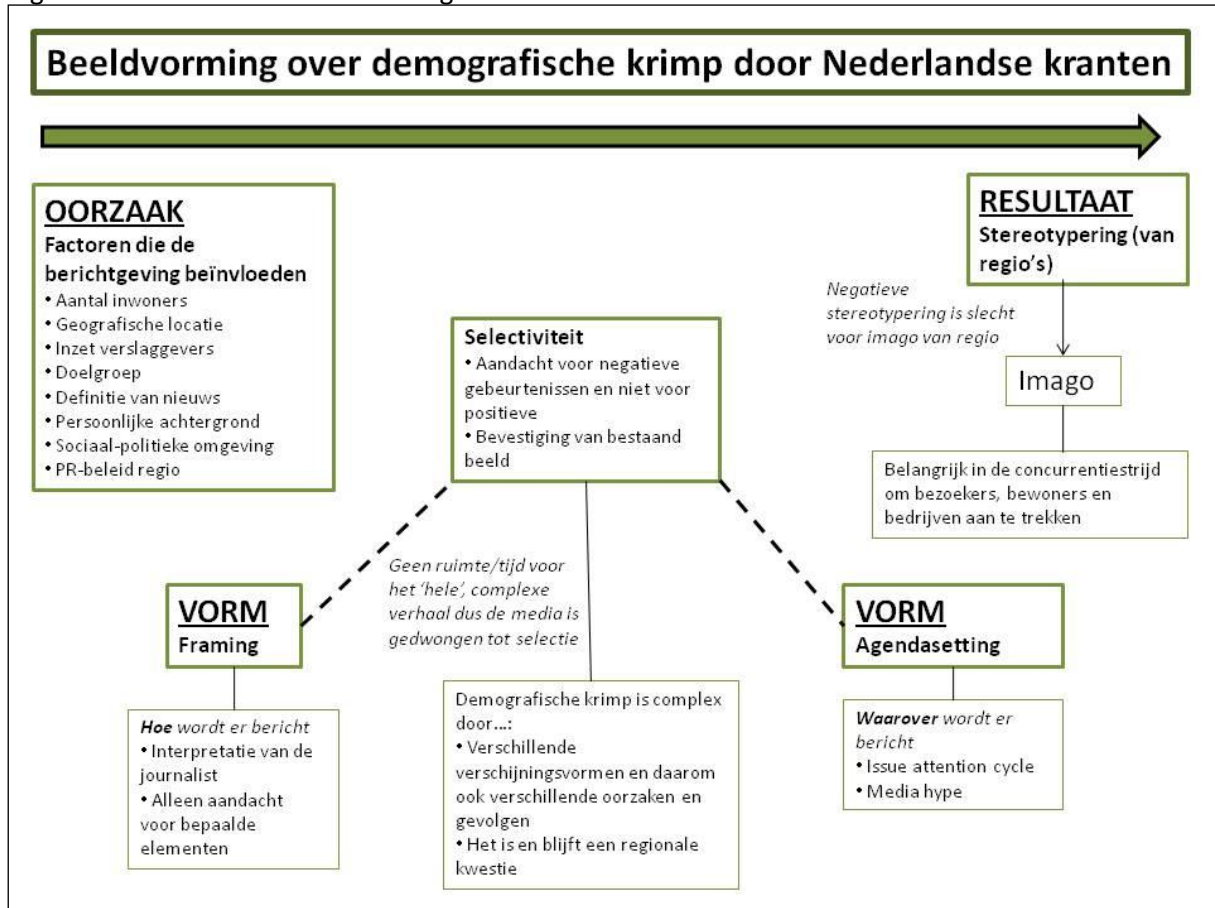 Beeldvorming over demografische krimp door Nederlandse kranten
OORZAAK
Factoren die de
berichtgeving beïnvloeden
• Aantal inwoners
• Geografische locatie
• Inzet verslaggevers
• Doelgroep
• Definitie van nieuws
• Persoonlijke achtergrond
• Sociaal-politieke omgeving
• PR-beleid regio
Selectiviteit
• Aandacht voor negatieve
gebeurtenissen en niet voor
positieve
• Bevestiging van bestaand
beeld
RESULTAAT
Stereotypering (van
regio's)
Negatieve
stereotypering is slecht
voor imago van regio
Imago
Belangrijk in de concurrentiestrijd
om bezoekers, bewoners en
bedrijven aan te trekken
Geen ruimte/tijd voor
het 'hele', complexe
verhaal dus de media is
gedwongen tot selectie
VORM
Framing
Hoe wordt er bericht
• Interpretatie van de
journalist
• Alleen aandacht
voor bepaalde
elementen
Demografische krimp is complex
door...:
• Verschillende
verschijningsvormen en daarom
ook verschillende oorzaken en
gevolgen
• Het is en blijft een regionale
kwestie
VORM
Agendasetting
Waarover wordt er
bericht
• Issue attention cycle
• Media hype